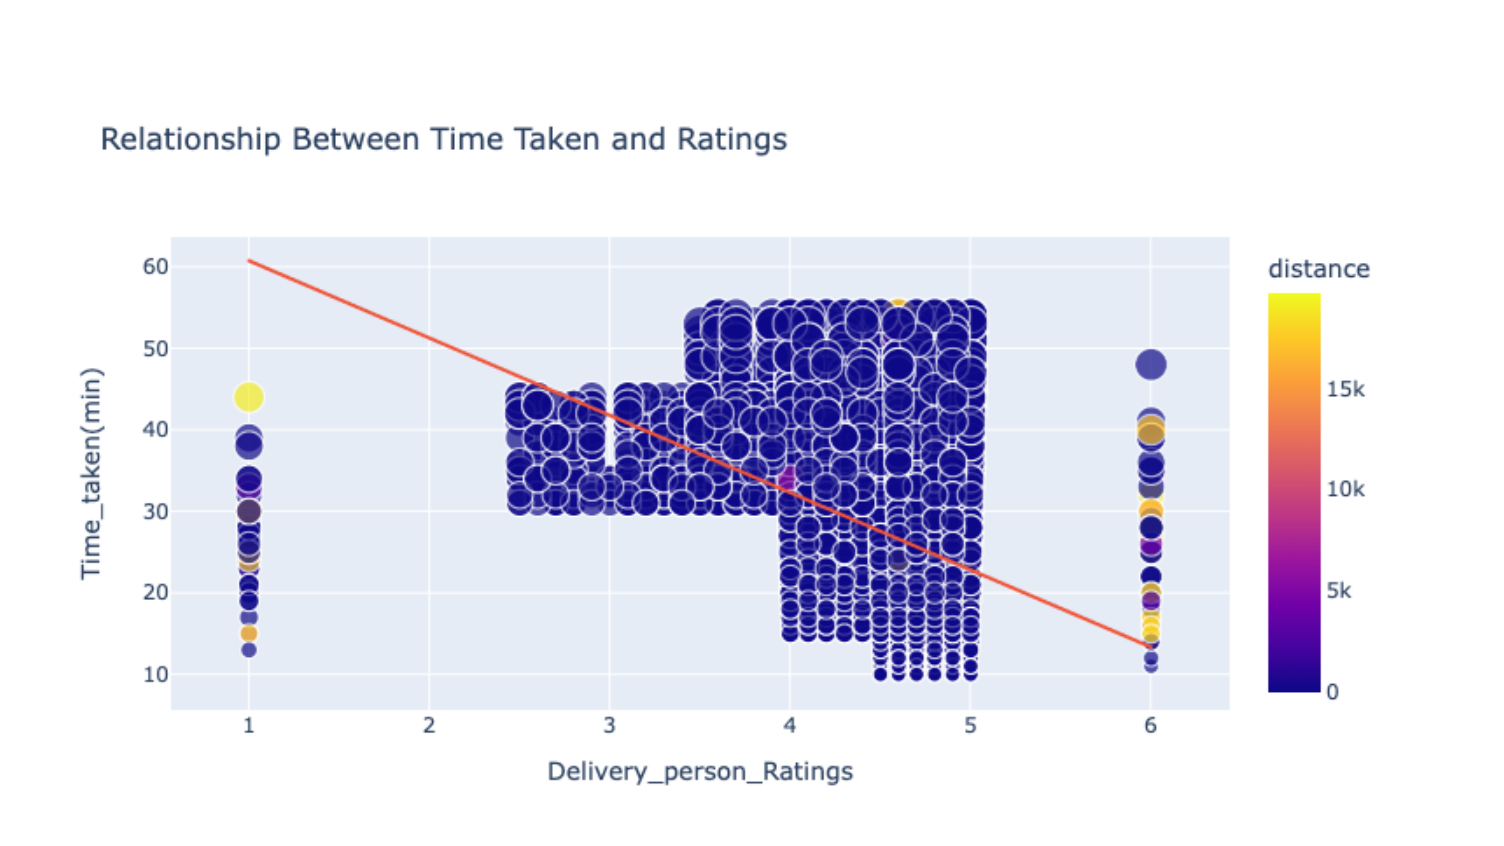 Relationship Between Time Taken and Ratings
distance
60
50
40
30
20
10
Time_taken(min)
15k
10k
5k
0
1 2 3 4 5 6
Delivery_person_Ratings